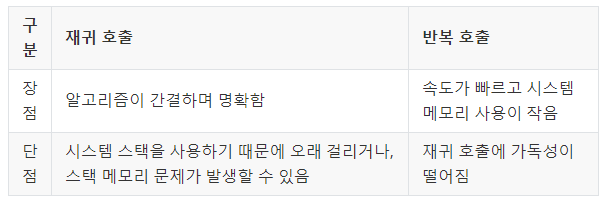 구분 재귀 호출 반복 호출
장점 알고리즘이 간결하며 명확함 속도가 빠르고 시스템
메모리 사용이 작음
단점 시스템 스택을 사용하기 때문에 오래 걸리거나,
스택 메모리 문제가 발생할 수 있음
재귀 호출에 가독성이
떨어짐